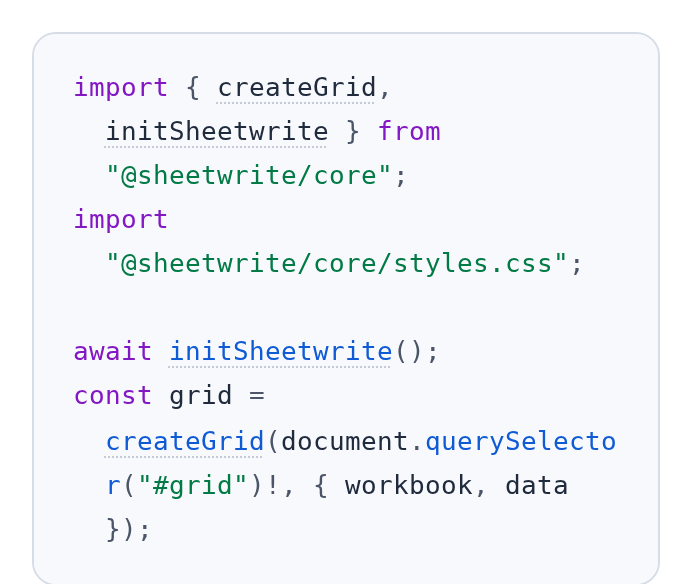 import { createGrid,
initSheetwrite } from
"@sheetwrite/core";
import
"@sheetwrite/core/styles.css";
await initSheetwrite();
const grid =
createGrid(document.querySelecto
r("#grid")!, { workbook, data
});